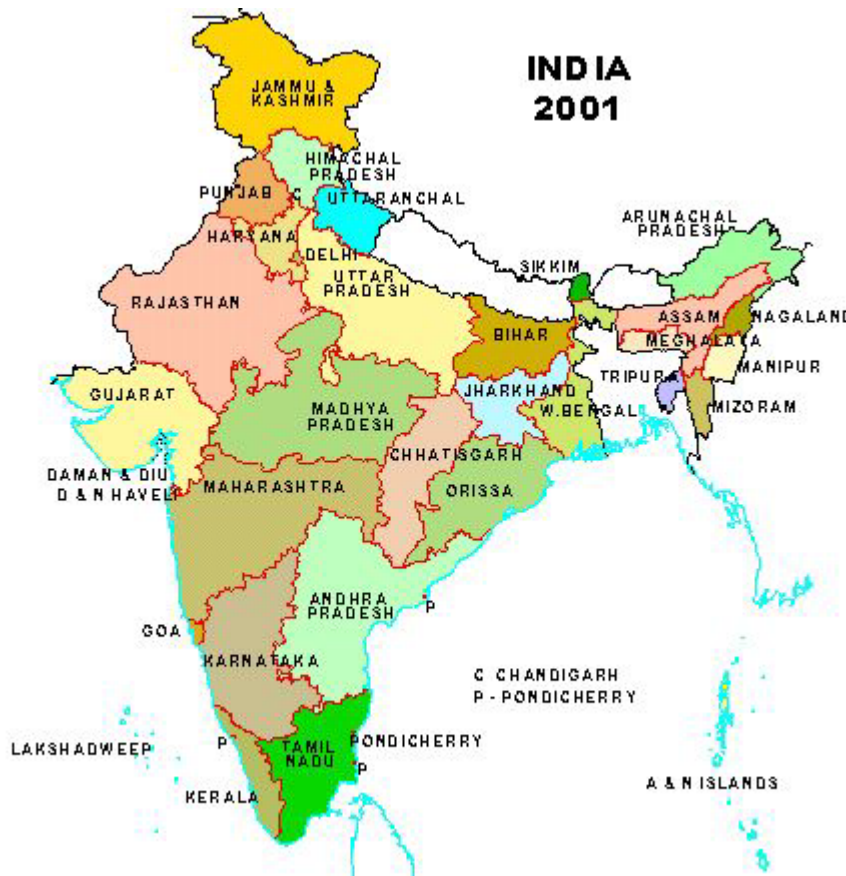 INDIA
2001
JAMMU &
KASHMIR
HIMACHAL
PRADESH
PUNJAB
C
UTTARANCHAL
ARUNACHAL
PRADESH
HARYANA
DELHI
SIKKIM
UTTAR
PRADESH
RAJASTHAN
ASSAM
NAGALAND
BIHAR
MEGHALAYA
MANIPUR
TRIPURA
GUJARAT
JHARKHAND
MADHYA
PRADESH
W.BENGAL
MIZORAM
CHHATISGARH
DAMAN & DIU
D & N HAVELI
MAHARASHTRA
ORISSA
ANDHRA
PRADESH
P
GOA
KARNATAKA
C CHANDIGARH
P - PONDICHERRY
LAKSHADWEEP
P
TAMIL
NADU
PONDICHERRY
P
KERALA
A & N ISLANDS